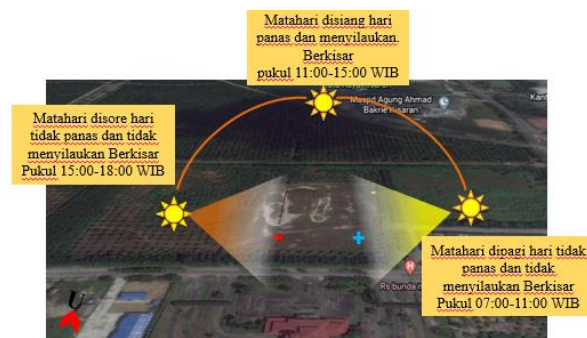 Matahari disiang hari
panas dan menyilaukan.
Berkisar
pukul 11:00-15:00 WIB
Masjid Agung Ahmad
Bakrie Kisaran
Matahari disore hari
tidak panas dan tidak
menyilaukan Berkisar
Pukul 15:00-18:00 WIB
Matahari dipagi hari tidak
panas dan tidak
menyilaukan Berkisar
Pukul 07:00-11:00 WIB
Rs bunda
U